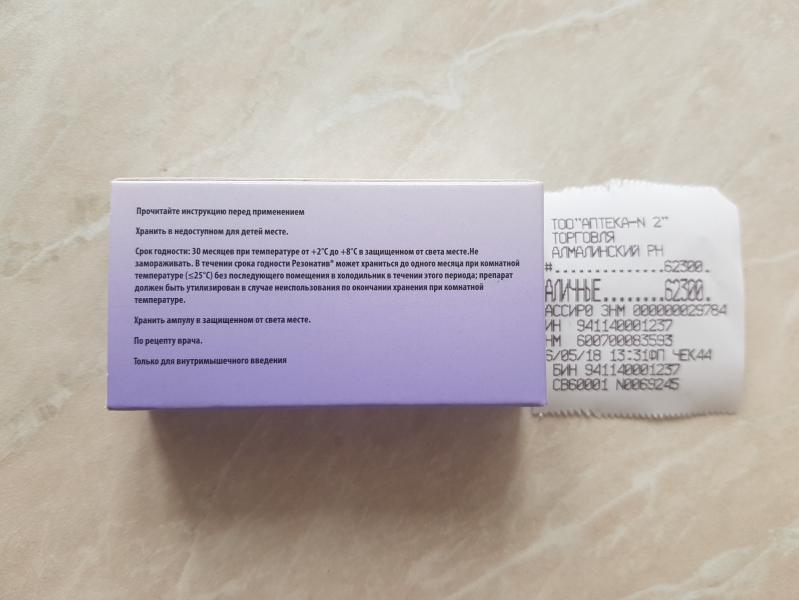 Прочитайте инструкцию перед применением
Хранить в недоступном для детей месте.
Срок годности: 30 месяцев при температуре от +2°C до +8°C в защищенном от света месте.Не
замораживать. В течении срока годности Резонатив® может храниться до одного месяца при комнатной
температуре (≤25°C) без последующего помещения в холодильник в течении этого периода; препарат
должен быть утилизирован в случае неиспользования по окончании хранения при комнатной
температуре.
Хранить ампулу в защищенном от света месте.
По рецепту врача.
Только для внутримышечного введения
ТОО"АПТЕКА-N 2"
ТОРГОВЛЯ
АЛМАЛИНСКИЙ РН
#..............62300.
АЛИЧНЫЕ........62300.
АССИР0 ЗНМ 000000029784
ИН 941140001237
НМ 600700083593
6/05/18 13:31ФП ЧЕК44
БИН 941140001237
СВ60001 N0069245